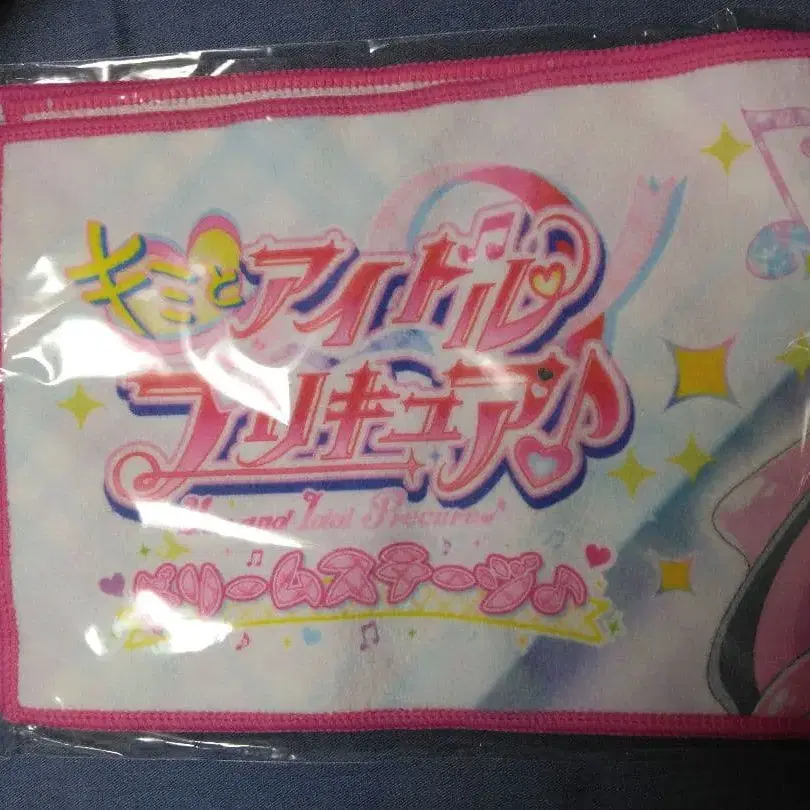 キミと
アイドル
プリキュア♪
You and Idol Precure♪
ドリームステージ♪